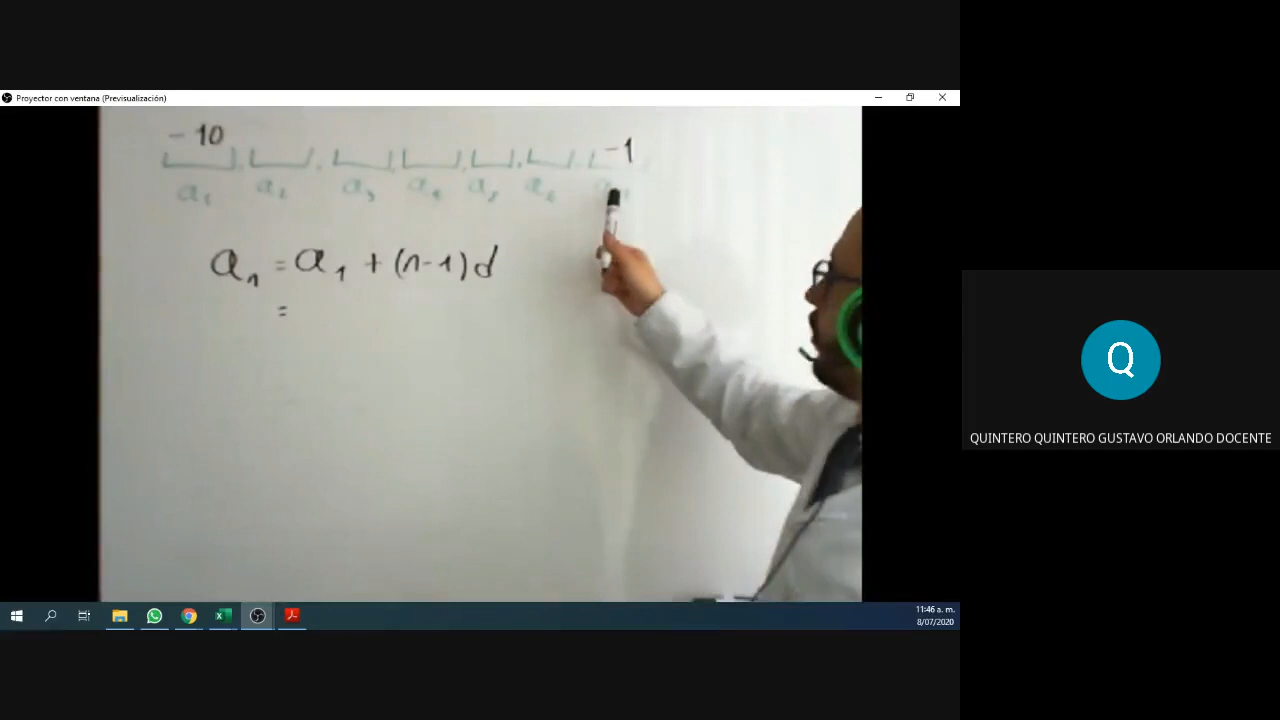 Proyector con ventana (Previsualización)
- 10 -1
a1 a2 a3 a4 a5 a6
an = a1 + (n-1)d
=
Q
QUINTERO QUINTERO GUSTAVO ORLANDO DOCENTE
11:46 a. m.
8/07/2020